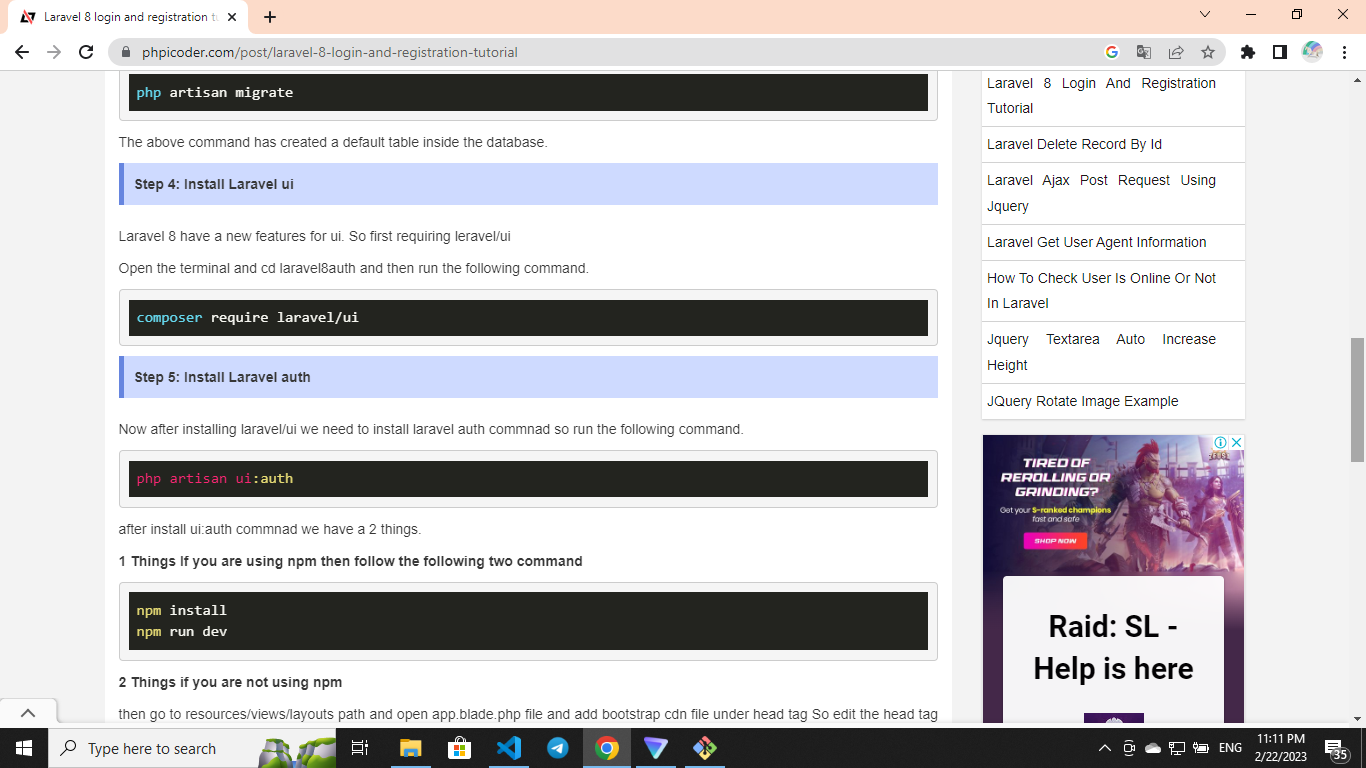 Laravel 8 login and registration tu
phpicoder.com/post/laravel-8-login-and-registration-tutorial
php artisan migrate
The above command has created a default table inside the database.
Step 4: Install Laravel ui
Laravel 8 have a new features for ui. So first requiring leravel/ui
Open the terminal and cd laravel8auth and then run the following command.
composer require laravel/ui
Step 5: Install Laravel auth
Now after installing laravel/ui we need to install laravel auth commnad so run the following command.
php artisan ui:auth
after install ui:auth commnad we have a 2 things.
1 Things If you are using npm then follow the following two command
npm install
npm run dev
2 Things if you are not using npm
then go to resources/views/layouts path and open app.blade.php file and add bootstrap cdn file under head tag So edit the head tag
Laravel 8 Login And Registration
Tutorial
Laravel Delete Record By Id
Laravel Ajax Post Request Using
Jquery
Laravel Get User Agent Information
How To Check User Is Online Or Not
In Laravel
Jquery Textarea Auto Increase
Height
JQuery Rotate Image Example
TIRED OF
REROLLING OR
GRINDING?
Get your S-ranked champions
fast and safe
SHOP NOW
Raid: SL -
Help is here
Type here to search
ENG
11:11 PM
2/22/2023
35